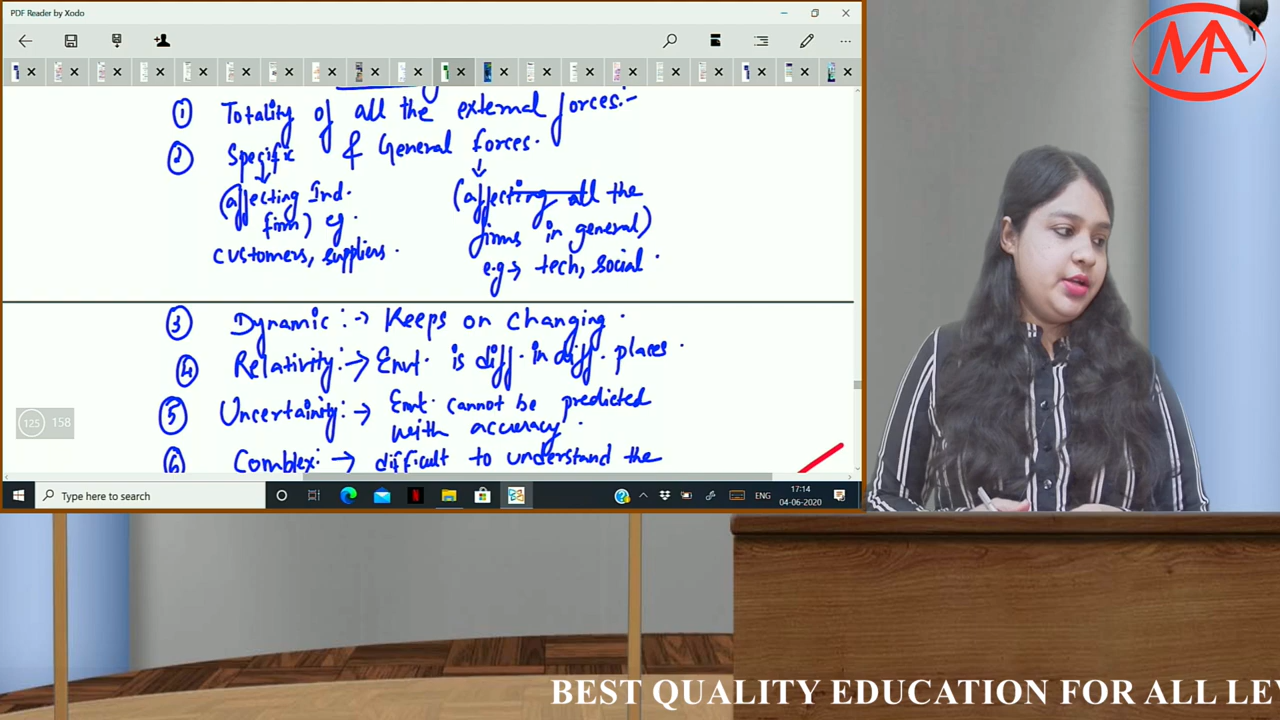 PDF Reader by Xodo
MA
① Totality of all the external forces:-
② Spegific & General forces.
(affecting Ind. firm) eg.
customers, suppliers.
(affecting all the
firms in general)
e.g→ tech, social.
③ Dynamic :→ Keeps on changing.
④ Relativity:→ Envt. is diff. in diff. places.
⑤ Uncertainity:→ Envt. cannot be predicted
with accuracy.
⑥ Complex: → difficult to understand the
125 158
Type here to search
ENG
17:14
04-06-2020
BEST QUALITY EDUCATION FOR ALL LEV